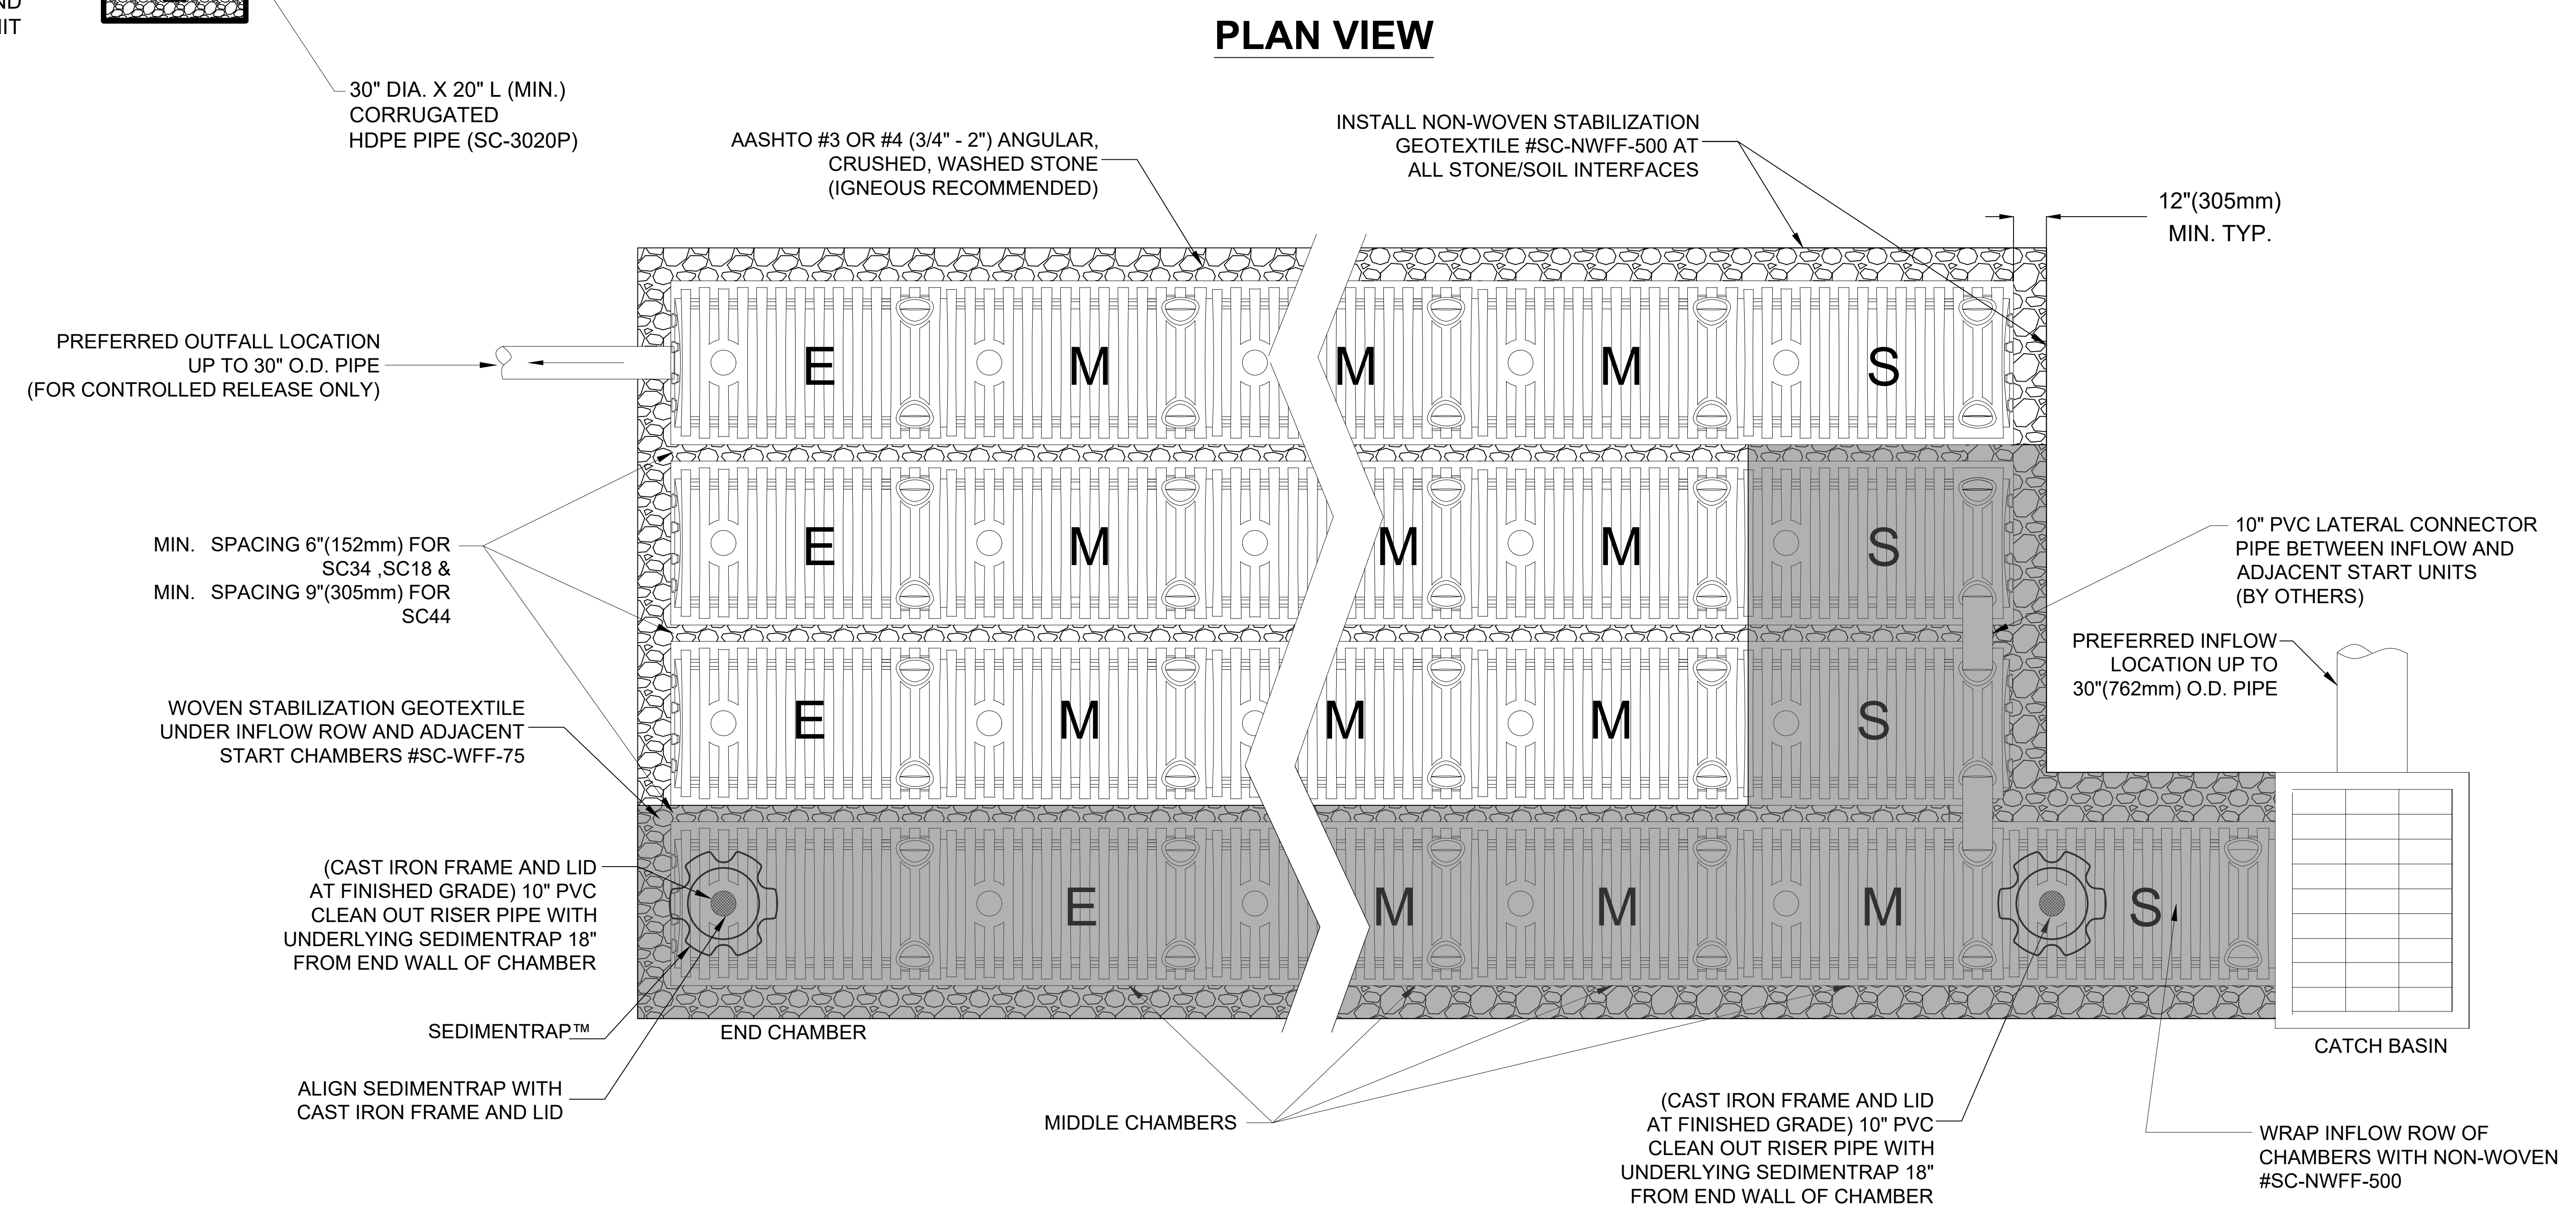 ND
NIT
PLAN VIEW
30" DIA. X 20" L (MIN.)
CORRUGATED
HDPE PIPE (SC-3020P)
AASHTO #3 OR #4 (3/4" - 2") ANGULAR,
CRUSHED, WASHED STONE
(IGNEOUS RECOMMENDED)
INSTALL NON-WOVEN STABILIZATION
GEOTEXTILE #SC-NWFF-500 AT
ALL STONE/SOIL INTERFACES
12"(305mm)
MIN. TYP.
PREFERRED OUTFALL LOCATION
UP TO 30" O.D. PIPE
(FOR CONTROLLED RELEASE ONLY)
E M M M S
MIN. SPACING 6"(152mm) FOR
SC34 ,SC18 &
MIN. SPACING 9"(305mm) FOR
SC44
E M M M S
10" PVC LATERAL CONNECTOR
PIPE BETWEEN INFLOW AND
ADJACENT START UNITS
(BY OTHERS)
PREFERRED INFLOW
LOCATION UP TO
30"(762mm) O.D. PIPE
WOVEN STABILIZATION GEOTEXTILE
UNDER INFLOW ROW AND ADJACENT
START CHAMBERS #SC-WFF-75
E M M M S
(CAST IRON FRAME AND LID
AT FINISHED GRADE) 10" PVC
CLEAN OUT RISER PIPE WITH
UNDERLYING SEDIMENTRAP 18"
FROM END WALL OF CHAMBER
E M M M S
SEDIMENTRAP™
END CHAMBER
CATCH BASIN
ALIGN SEDIMENTRAP WITH
CAST IRON FRAME AND LID
MIDDLE CHAMBERS
(CAST IRON FRAME AND LID
AT FINISHED GRADE) 10" PVC
CLEAN OUT RISER PIPE WITH
UNDERLYING SEDIMENTRAP 18"
FROM END WALL OF CHAMBER
WRAP INFLOW ROW OF
CHAMBERS WITH NON-WOVEN
#SC-NWFF-500